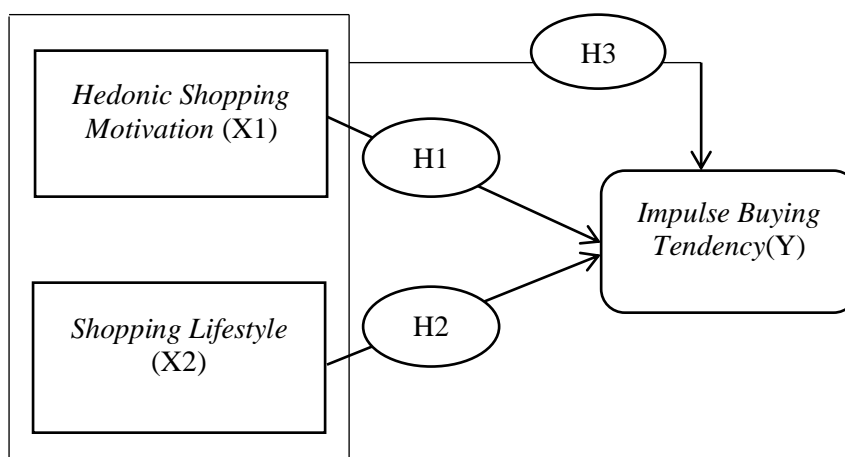 H3
Hedonic Shopping
Motivation (X1)
H1
Impulse Buying
Tendency(Y)
Shopping Lifestyle
(X2)
H2